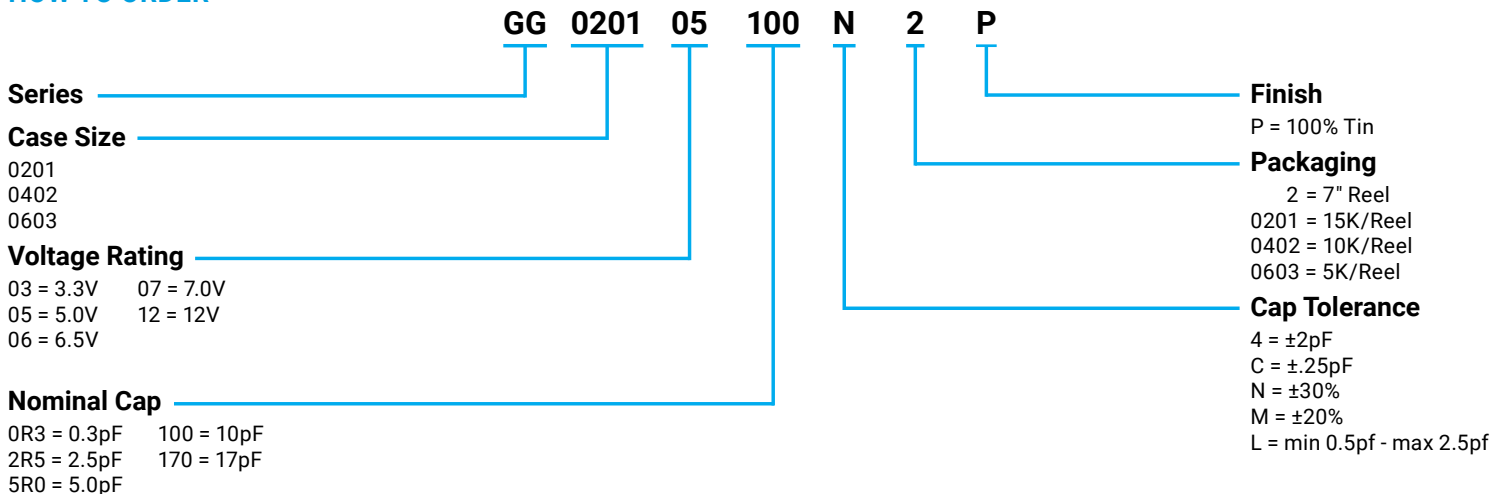 HOW TO ORDER
GG 0201 05 100 N 2 P
Series
Case Size
0201
0402
0603
Voltage Rating
03 = 3.3V 07 = 7.0V
05 = 5.0V 12 = 12V
06 = 6.5V
Nominal Cap
0R3 = 0.3pF 100 = 10pF
2R5 = 2.5pF 170 = 17pF
5R0 = 5.0pF
Finish
P = 100% Tin
Packaging
2 = 7" Reel
0201 = 15K/Reel
0402 = 10K/Reel
0603 = 5K/Reel
Cap Tolerance
4 = ±2pF
C = ±.25pF
N = ±30%
M = ±20%
L = min 0.5pf - max 2.5pf